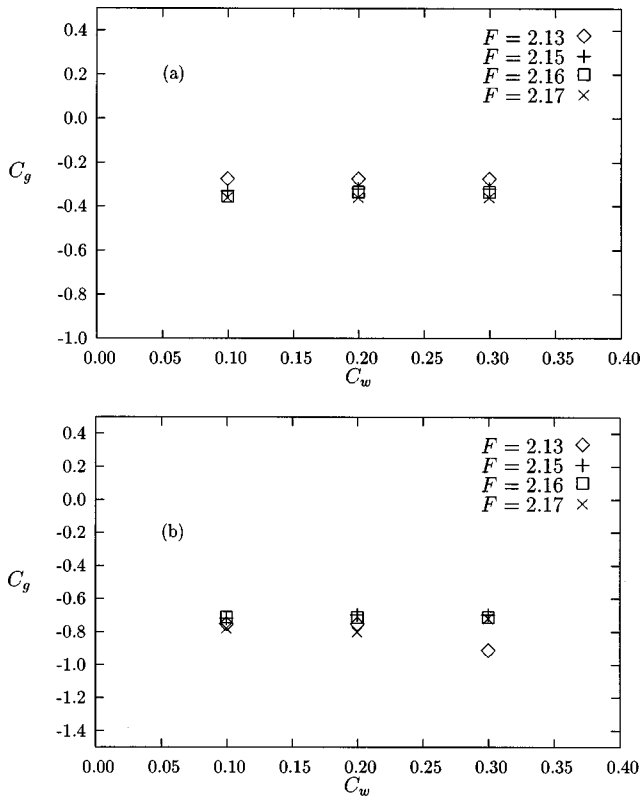 0.4
0.2
0.0
-0.2
-0.4
-0.6
-0.8
-1.0
C_g
(a)
F = 2.13 ◇
F = 2.15 +
F = 2.16 □
F = 2.17 ×
0.00 0.05 0.10 0.15 0.20 0.25 0.30 0.35 0.40
C_w
0.4
0.2
0.0
-0.2
-0.4
-0.6
-0.8
-1.0
-1.2
-1.4
C_g
(b)
F = 2.13 ◇
F = 2.15 +
F = 2.16 □
F = 2.17 ×
0.00 0.05 0.10 0.15 0.20 0.25 0.30 0.35 0.40
C_w